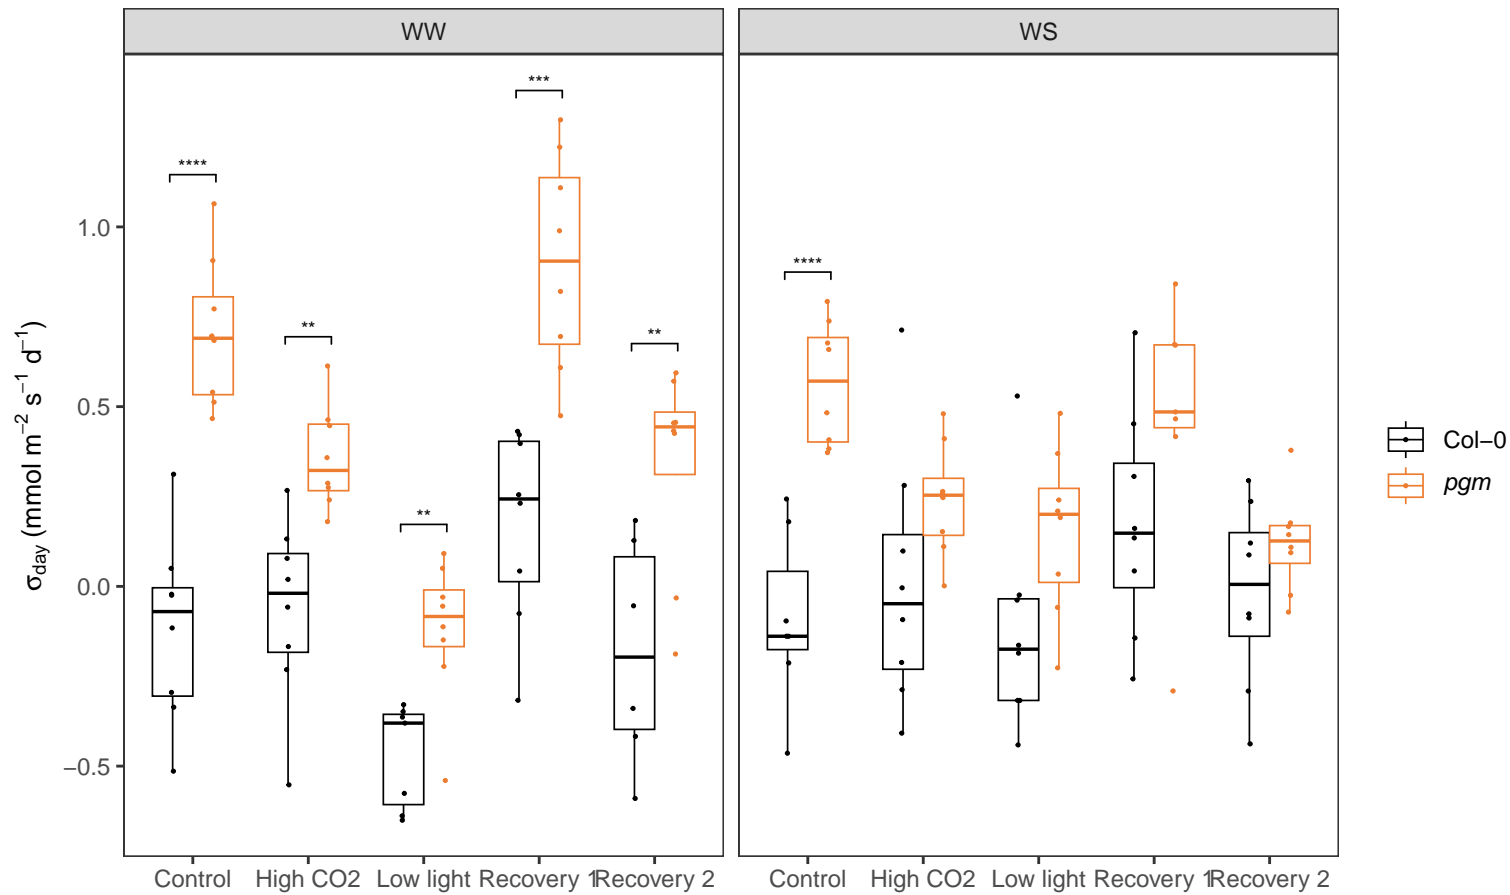 WW
WS
σday (mmol m−2 s−1 d−1)
1.0
0.5
0.0
−0.5
****
**
**
***
**
****
Control High CO2 Low light Recovery 1 Recovery 2
Control High CO2 Low light Recovery 1 Recovery 2
Col−0
pgm